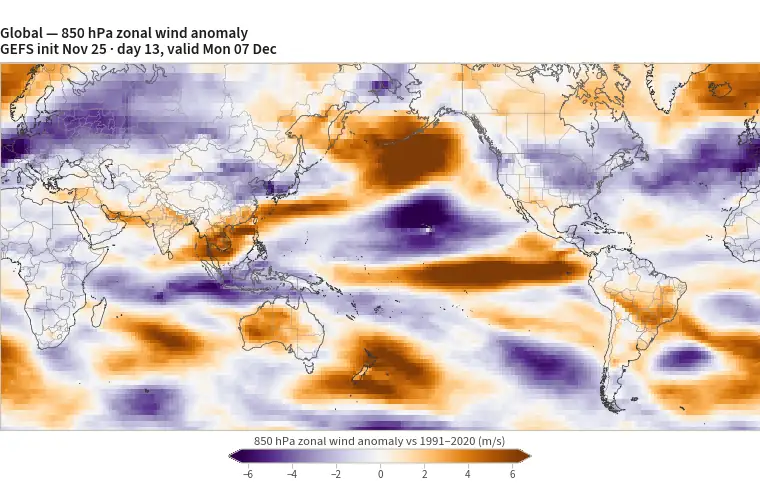 Global — 850 hPa zonal wind anomaly
GEFS init Nov 25 · day 13, valid Mon 07 Dec
850 hPa zonal wind anomaly vs 1991–2020 (m/s)
−6 −4 −2 0 2 4 6